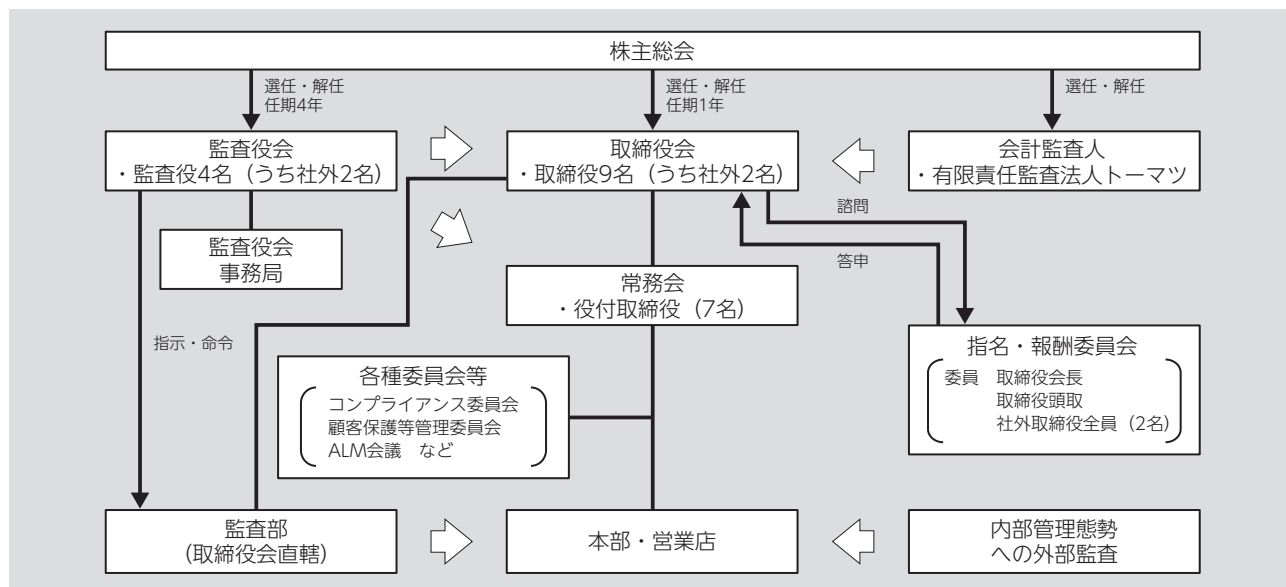 株主総会
選任・解任
任期4年
選任・解任
任期1年
選任・解任
監査役会
・監査役4名（うち社外2名）
取締役会
・取締役9名（うち社外2名）
会計監査人
・有限責任監査法人トーマツ
監査役会
事務局
諮問
答申
常務会
・役付取締役（7名）
指示・命令
各種委員会等
コンプライアンス委員会
顧客保護等管理委員会
ALM会議　など
指名・報酬委員会
委員　取締役会長
取締役頭取
社外取締役全員（2名）
監査部
（取締役会直轄）
本部・営業店
内部管理態勢
への外部監査